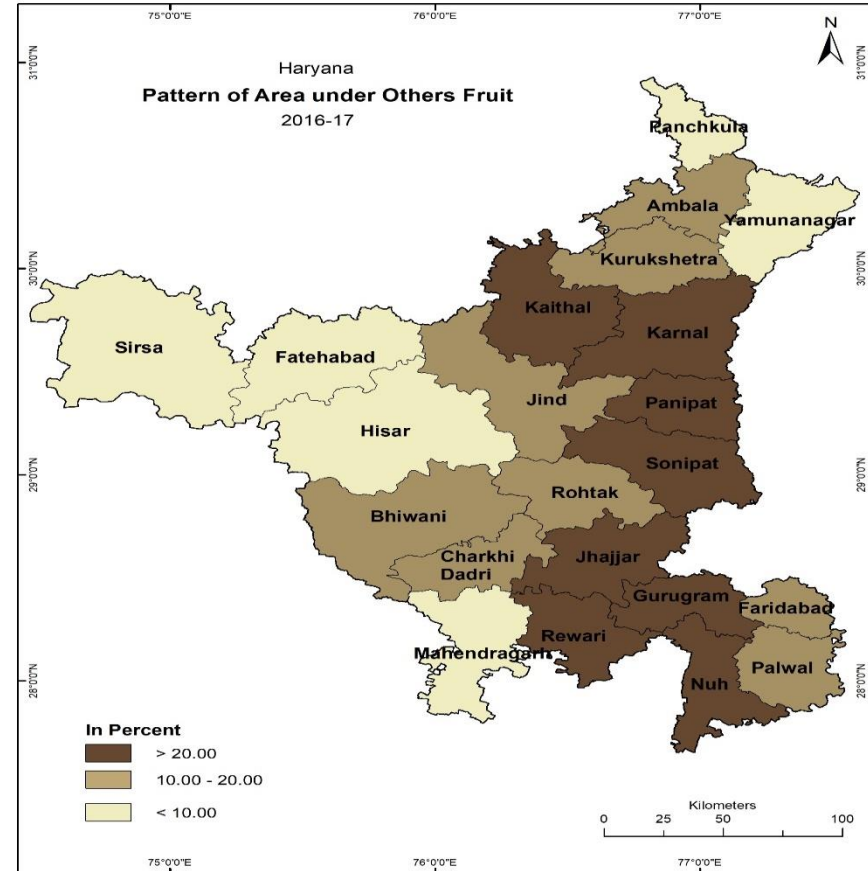 75°0'0"E 76°0'0"E 77°0'0"E
N
31°0'0"N
31°0'0"N
Haryana
Pattern of Area under Others Fruit
2016-17
Panchkula
Ambala
Yamunanagar
Kurukshetra
30°0'0"N
30°0'0"N
Kaithal
Karnal
Sirsa
Fatehabad
Jind
Panipat
Hisar
Sonipat
29°0'0"N
29°0'0"N
Rohtak
Bhiwani
Charkhi
Dadri
Jhajjar
Gurugram
Faridabad
Rewari
Mahendragarh
Palwal
Nuh
28°0'0"N
28°0'0"N
In Percent
> 20.00
10.00 - 20.00
< 10.00
Kilometers
0 25 50 100
75°0'0"E 76°0'0"E 77°0'0"E